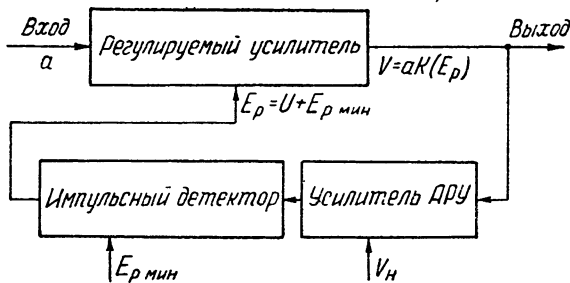 Вход
a
Регулируемый усилитель
Выход
V=aK(Eр)
Eр=U+Eр мин
Импульсный детектор
Усилитель АРУ
Eр мин
Vн